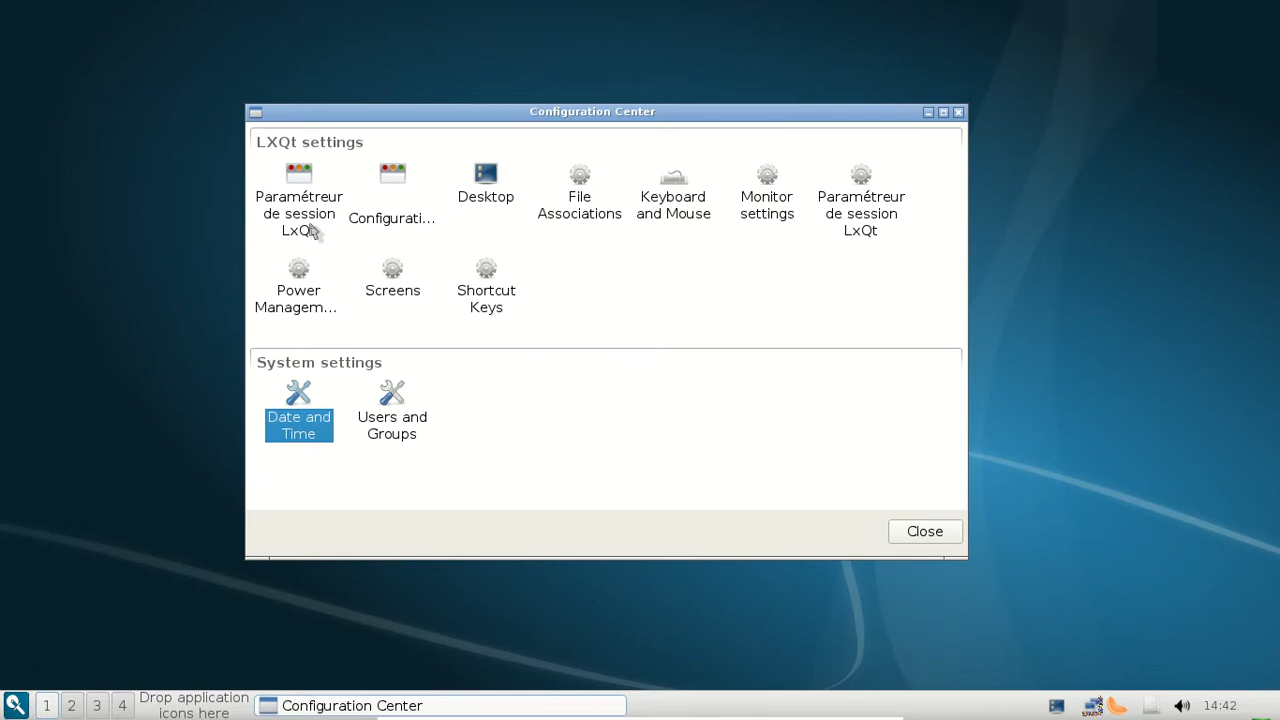 Configuration Center
LXQt settings
Paramétreur
de session
LxQt
Configurati...
Desktop
File
Associations
Keyboard
and Mouse
Monitor
settings
Paramétreur
de session
LxQt
Power
Managem...
Screens
Shortcut
Keys
System settings
Date and
Time
Users and
Groups
Close
1
2
3
4
Drop application
icons here
Configuration Center
14:42